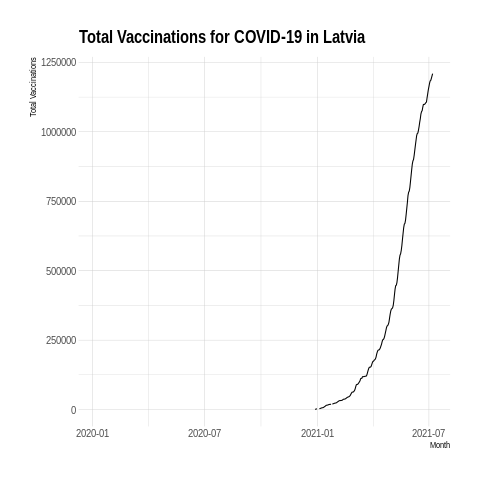 Total Vaccinations for COVID-19 in Latvia
Total Vaccinations
1250000
1000000
750000
500000
250000
0
2020-01 2020-07 2021-01 2021-07
Month